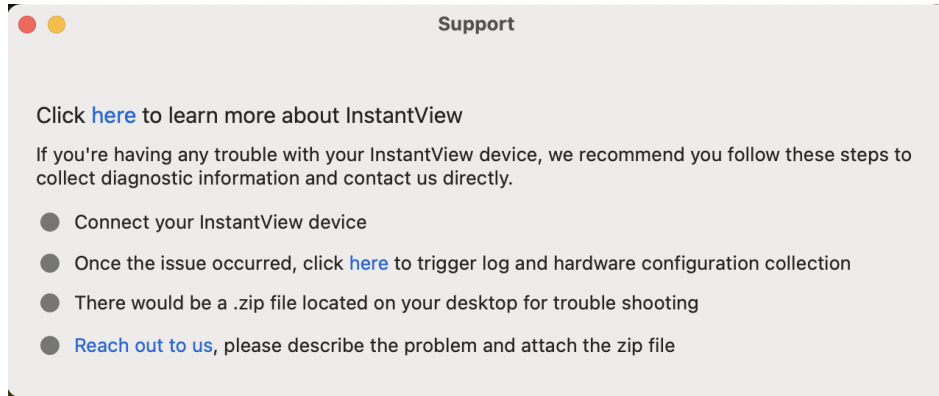 Support
Click here to learn more about InstantView
If you're having any trouble with your InstantView device, we recommend you follow these steps to
collect diagnostic information and contact us directly.
Connect your InstantView device
Once the issue occurred, click here to trigger log and hardware configuration collection
There would be a .zip file located on your desktop for trouble shooting
Reach out to us, please describe the problem and attach the zip file